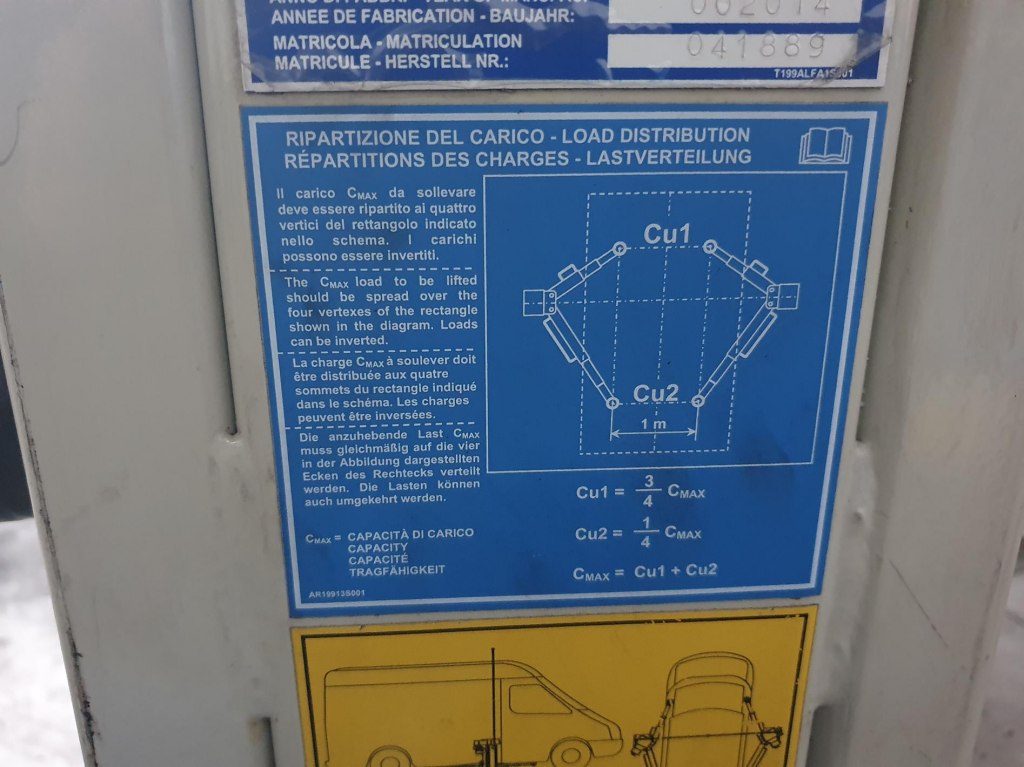 ANNEE DE FABRICATION - BAUJAHR:
002014
MATRICOLA - MATRICULATION
041889
MATRICULE - HERSTELL NR.:
RIPARTIZIONE DEL CARICO - LOAD DISTRIBUTION
RÉPARTITIONS DES CHARGES - LASTVERTEILUNG
Il carico CMAX da sollevare
deve essere ripartito ai quattro
vertici del rettangolo indicato
nello schema. I carichi
possono essere invertiti.
The CMAX load to be lifted
should be spread over the
four vertexes of the rectangle
shown in the diagram. Loads
can be inverted.
La charge CMAX à soulever doit
être distribuée aux quatre
sommets du rectangle indiqué
dans le schéma. Les charges
peuvent être inversées.
Die anzuhebende Last CMAX
muss gleichmäßig auf die vier
in der Abbildung dargestellten
Ecken des Rechtecks verteilt
werden. Die Lasten können
auch umgekehrt werden.
CMAX = CAPACITÀ DI CARICO
CAPACITY
CAPACITÉ
TRAGFÄHIGKEIT
AR19913S001
Cu1
Cu2
1 m
Cu1 = 3/4 CMAX
Cu2 = 1/4 CMAX
CMAX = Cu1 + Cu2